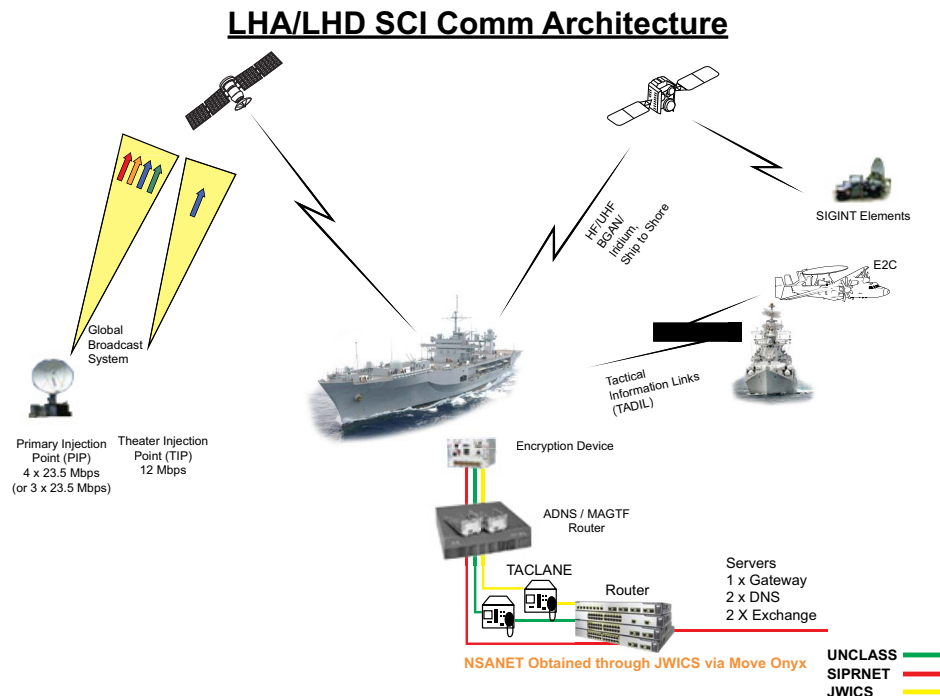 LHA/LHD SCI Comm Architecture
HF/UHF
BGAN/
Iridium,
Ship to Shore
SIGINT Elements
E2C
Global
Broadcast
System
Tactical
Information Links
(TADIL)
Primary Injection
Point (PIP)
4 x 23.5 Mbps
(or 3 x 23.5 Mbps)
Theater Injection
Point (TIP)
12 Mbps
Encryption Device
ADNS / MAGTF
Router
TACLANE
Router
Servers
1 x Gateway
2 x DNS
2 X Exchange
NSANET Obtained through JWICS via Move Onyx
UNCLASS
SIPRNET
JWICS